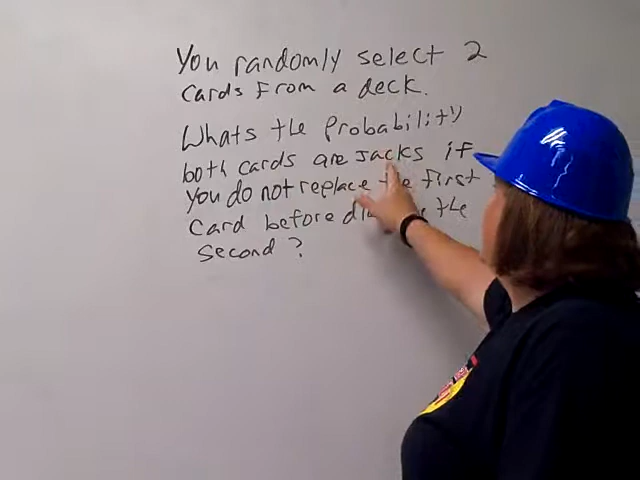 You randomly select 2
cards from a deck.
Whats the Probability
both cards are Jacks if
you do not replace the first
card before the
second ?